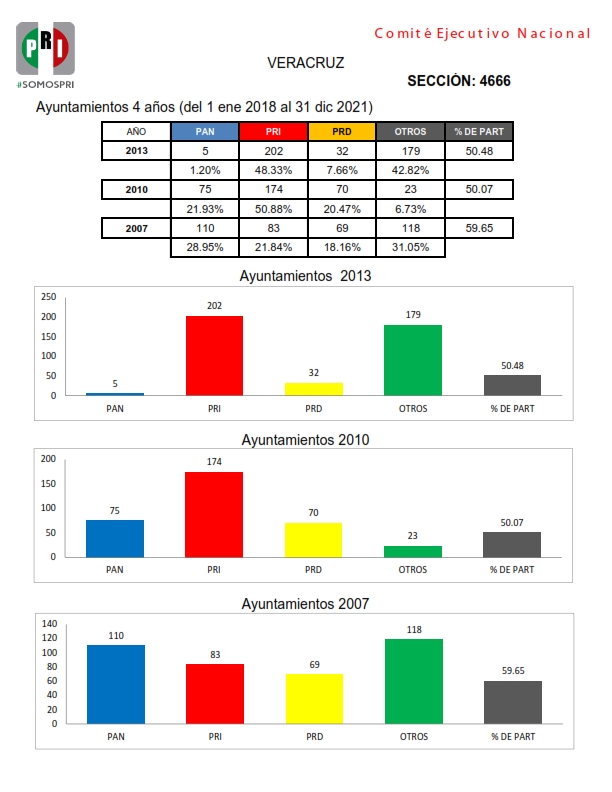 Comité Ejecutivo Nacional
PRI
#SOMOSPRI
VERACRUZ
SECCIÓN: 4666
Ayuntamientos 4 años (del 1 ene 2018 al 31 dic 2021)
AÑO PAN PRI PRD OTROS % DE PART
2013 5 202 32 179 50.48
1.20% 48.33% 7.66% 42.82%
2010 75 174 70 23 50.07
21.93% 50.88% 20.47% 6.73%
2007 110 83 69 118 59.65
28.95% 21.84% 18.16% 31.05%
Ayuntamientos 2013
250
200
150
100
50
0
5 202 32 179 50.48
PAN PRI PRD OTROS % DE PART
Ayuntamientos 2010
200
150
100
50
0
75 174 70 23 50.07
PAN PRI PRD OTROS % DE PART
Ayuntamientos 2007
140
120
100
80
60
40
20
0
110 83 69 118 59.65
PAN PRI PRD OTROS % DE PART